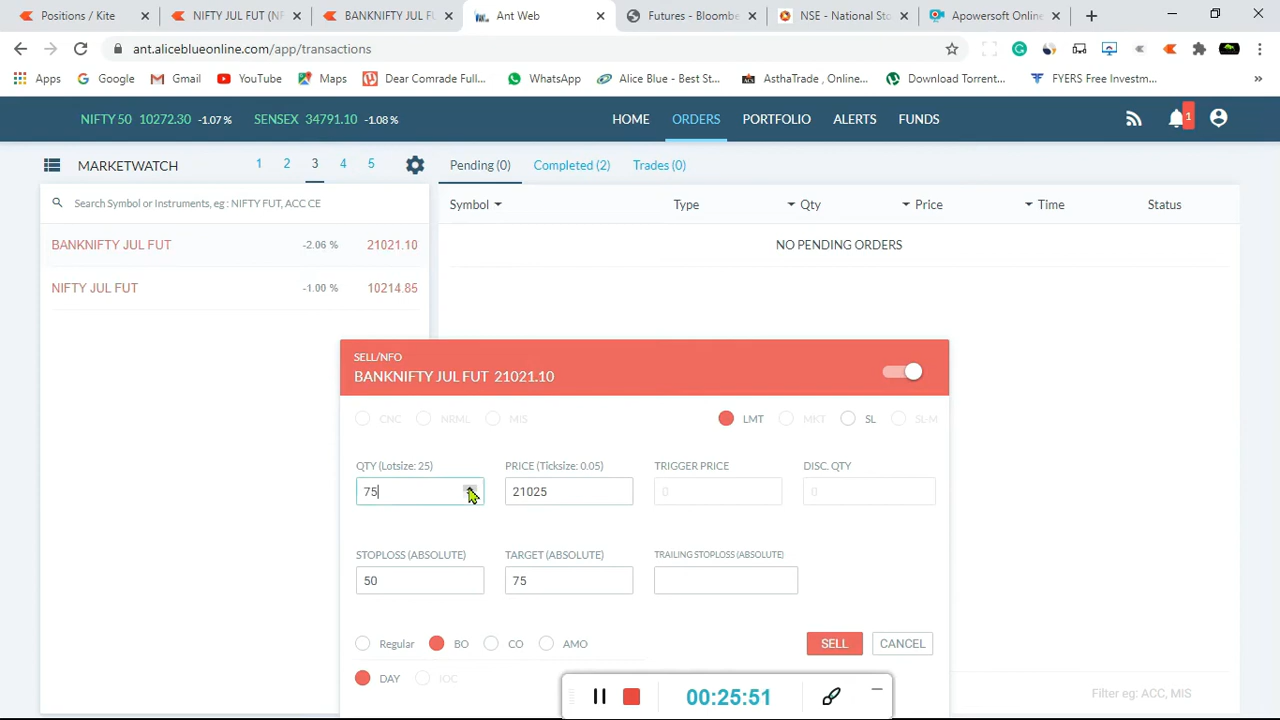 Positions / Kite
NIFTY JUL FUT (NF
BANKNIFTY JUL FU
Ant Web
Futures - Bloombe
NSE - National Sto
Apowersoft Online
ant.aliceblueonline.com/app/transactions
Apps
Google
Gmail
YouTube
Maps
Dear Comrade Full...
WhatsApp
Alice Blue - Best St...
AsthaTrade , Online...
Download Torrent...
FYERS Free Investm...
NIFTY 50 10272.30 -1.07 %
SENSEX 34791.10 -1.08 %
HOME
ORDERS
PORTFOLIO
ALERTS
FUNDS
1
MARKETWATCH
1 2 3 4 5
Pending (0)
Completed (2)
Trades (0)
Search Symbol or Instruments, eg : NIFTY FUT, ACC CE
Symbol
Type
Qty
Price
Time
Status
BANKNIFTY JUL FUT -2.06 % 21021.10
NO PENDING ORDERS
NIFTY JUL FUT -1.00 % 10214.85
SELL/NFO
BANKNIFTY JUL FUT 21021.10
CNC
NRML
MIS
LMT
MKT
SL
SL-M
QTY (Lotsize: 25)
PRICE (Ticksize: 0.05)
TRIGGER PRICE
DISC. QTY
75
21025
0
0
STOPLOSS (ABSOLUTE)
TARGET (ABSOLUTE)
TRAILING STOPLOSS (ABSOLUTE)
50
75
Regular
BO
CO
AMO
SELL
CANCEL
DAY
IOC
00:25:51
Filter eg: ACC, MIS